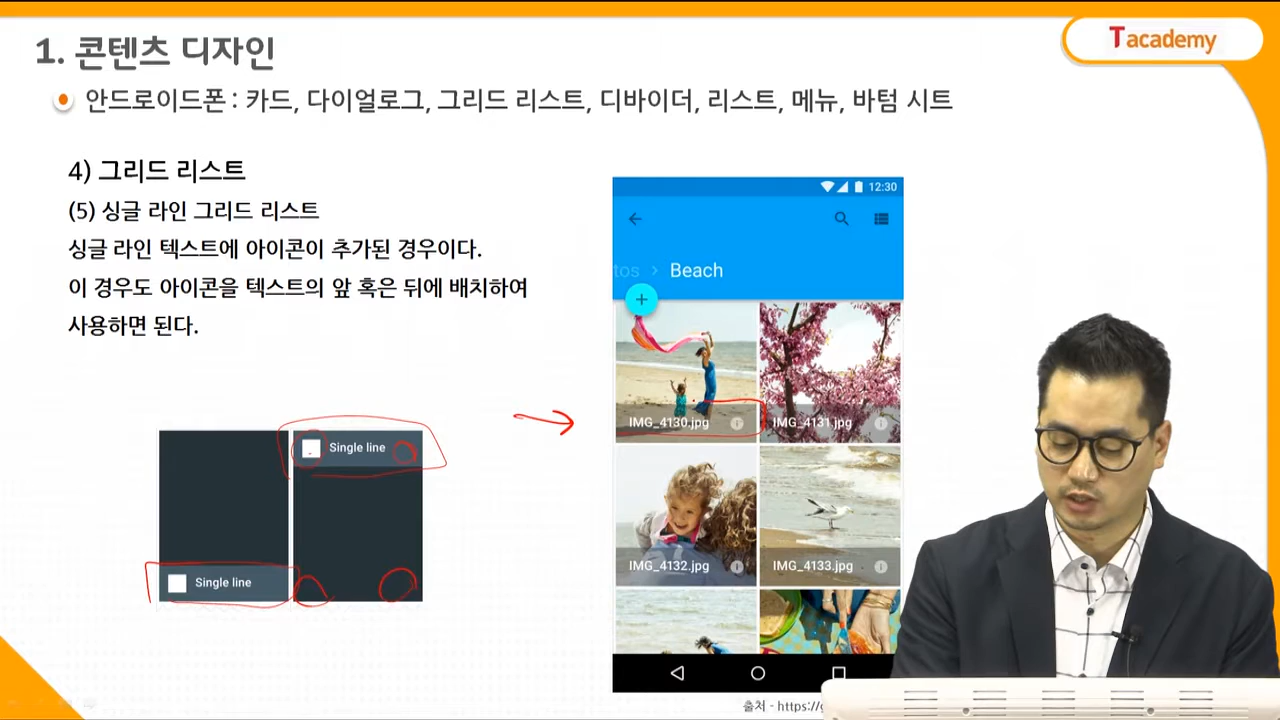 1. 콘텐츠 디자인
Tacademy
안드로이드폰 : 카드, 다이얼로그, 그리드 리스트, 디바이더, 리스트, 메뉴, 바텀 시트
4) 그리드 리스트
(5) 싱글 라인 그리드 리스트
싱글 라인 텍스트에 아이콘이 추가된 경우이다.
이 경우도 아이콘을 텍스트의 앞 혹은 뒤에 배치하여
사용하면 된다.
Single line
Single line
12:30
tos > Beach
IMG_4130.jpg
IMG_4131.jpg
IMG_4132.jpg
IMG_4133.jpg
출처 - https://g